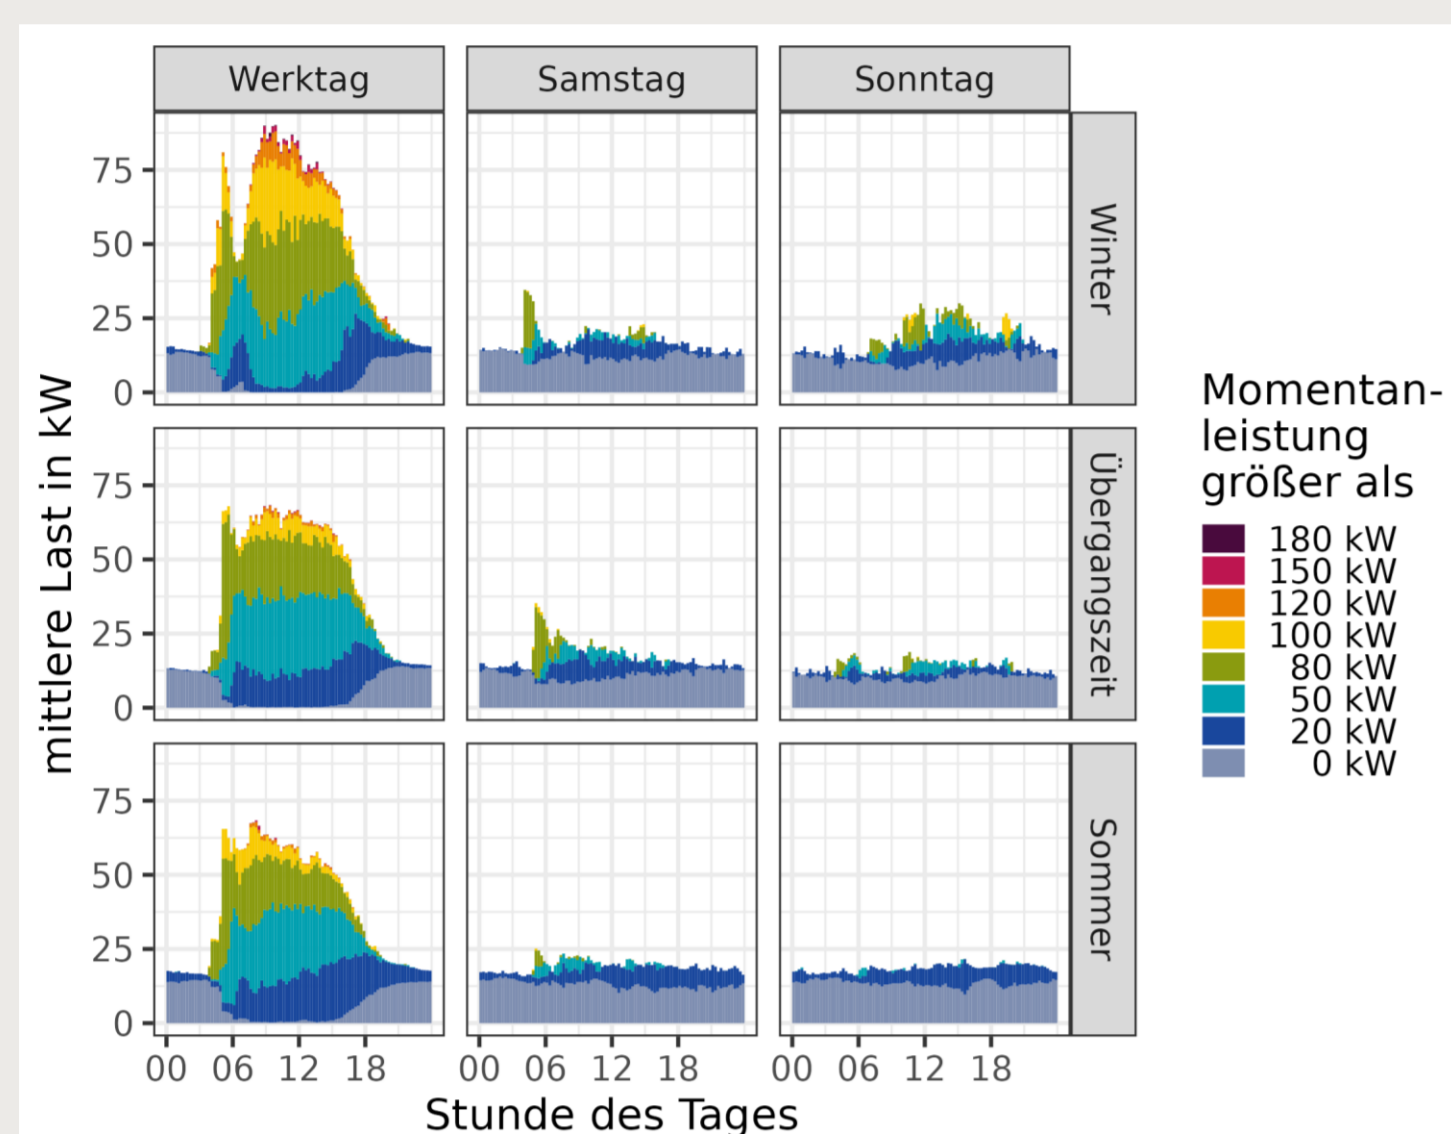 Werktag
Samstag
Sonntag
75
50
25
0
Winter
75
50
25
0
Übergangszeit
75
50
25
0
Sommer
00 06 12 18
00 06 12 18
00 06 12 18
mittlere Last in kW
Stunde des Tages
Momentan-
leistung
größer als
180 kW
150 kW
120 kW
100 kW
80 kW
50 kW
20 kW
0 kW